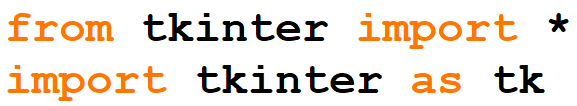 from tkinter import *
import tkinter as tk